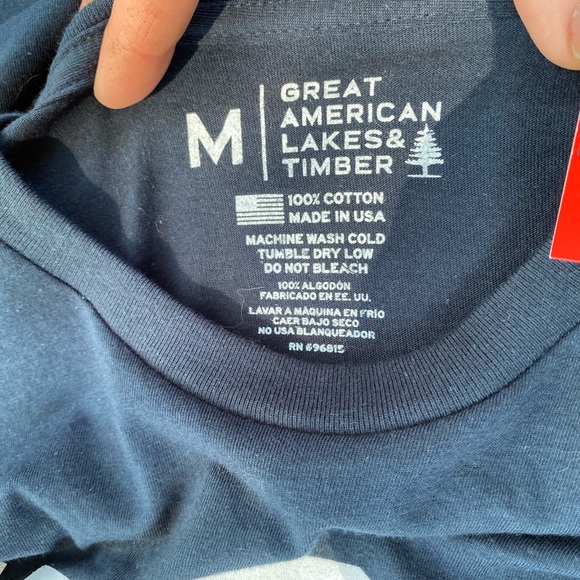 M
GREAT
AMERICAN
LAKES&
TIMBER
100% COTTON
MADE IN USA
MACHINE WASH COLD
TUMBLE DRY LOW
DO NOT BLEACH
100% ALGODÓN
FABRICADO EN EE. UU.
LAVAR A MÁQUINA EN FRÍO
CAER BAJO SECO
NO USA BLANQUEADOR
RN #96815